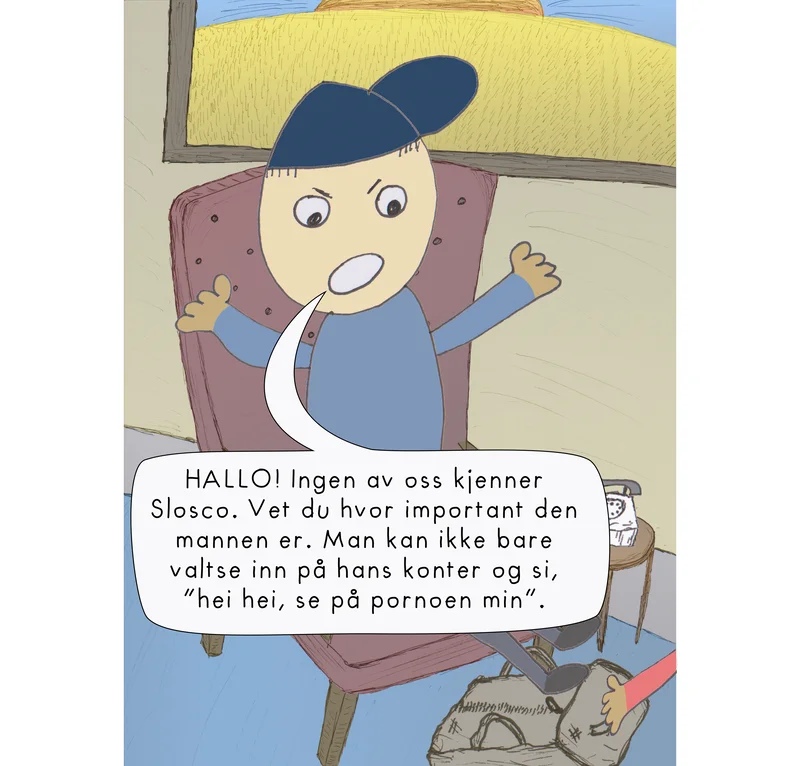 HALLO! Ingen av oss kjenner
Slosco. Vet du hvor important den
mannen er. Man kan ikke bare
valtse inn på hans konter og si,
"hei hei, se på pornoen min".